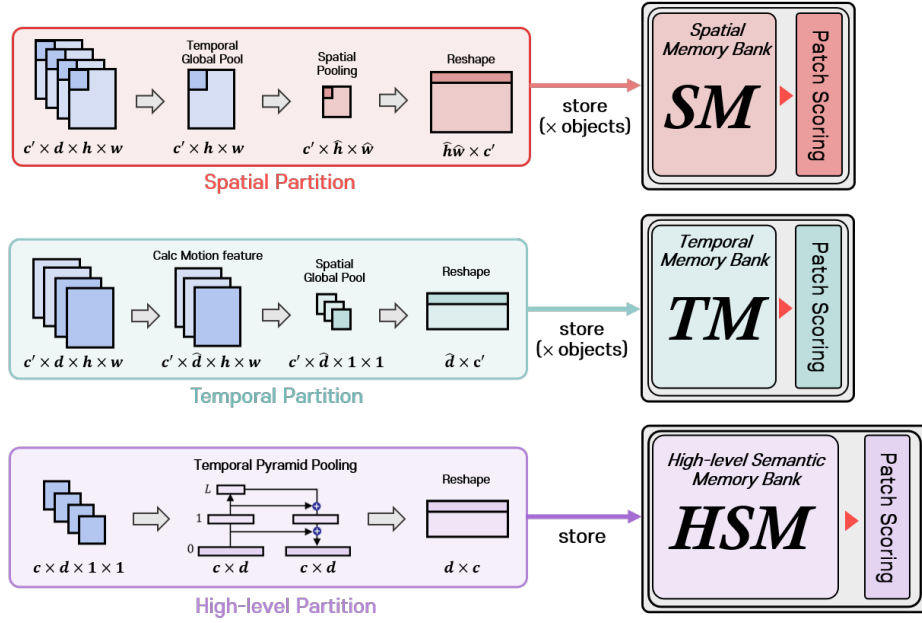 Temporal
Global Pool
Spatial
Pooling
Reshape
c′ × d × h × w
c′ × h × w
c′ × ĥ × ŵ
ĥŵ × c′
Spatial Partition
store
(× objects)
Spatial
Memory Bank
SM
Patch Scoring
Calc Motion feature
Spatial
Global Pool
Reshape
c′ × d × h × w
c′ × d̂ × h × w
c′ × d̂ × 1 × 1
d̂ × c′
Temporal Partition
store
(× objects)
Temporal
Memory Bank
TM
Patch Scoring
Temporal Pyramid Pooling
Reshape
L
1
0
c × d × 1 × 1
c × d
c × d
d × c
High-level Partition
store
High-level Semantic
Memory Bank
HSM
Patch Scoring